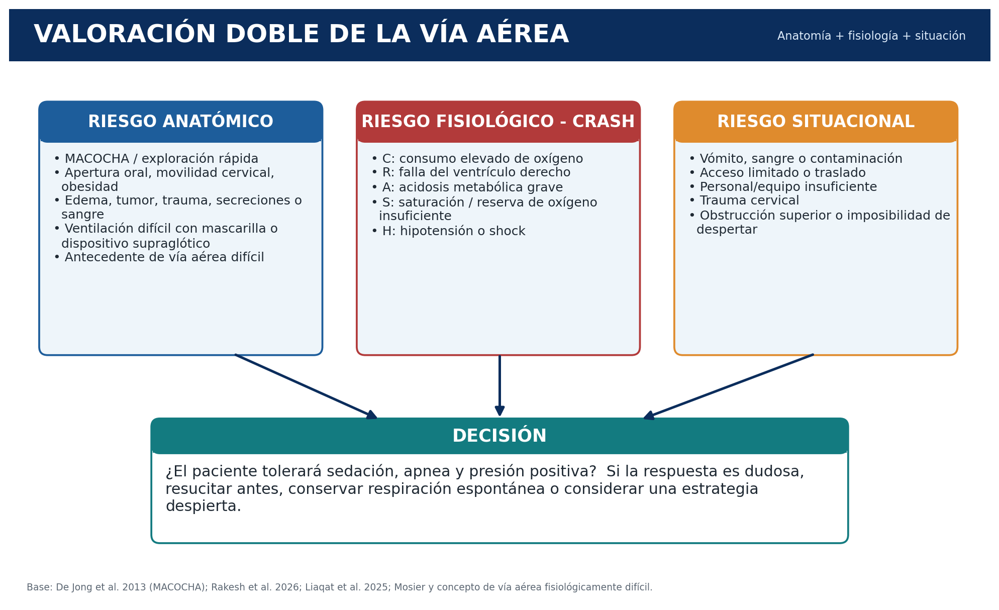 VALORACIÓN DOBLE DE LA VÍA AÉREA
Anatomía + fisiología + situación
RIESGO ANATÓMICO
• MACOCHA / exploración rápida
• Apertura oral, movilidad cervical,
obesidad
• Edema, tumor, trauma, secreciones o
sangre
• Ventilación difícil con mascarilla o
dispositivo supraglótico
• Antecedente de vía aérea difícil
RIESGO FISIOLÓGICO - CRASH
• C: consumo elevado de oxígeno
• R: falla del ventrículo derecho
• A: acidosis metabólica grave
• S: saturación / reserva de oxígeno
insuficiente
• H: hipotensión o shock
RIESGO SITUACIONAL
• Vómito, sangre o contaminación
• Acceso limitado o traslado
• Personal/equipo insuficiente
• Trauma cervical
• Obstrucción superior o imposibilidad de
despertar
DECISIÓN
¿El paciente tolerará sedación, apnea y presión positiva?  Si la respuesta es dudosa,
resucitar antes, conservar respiración espontánea o considerar una estrategia
despierta.
Base: De Jong et al. 2013 (MACOCHA); Rakesh et al. 2026; Liaqat et al. 2025; Mosier y concepto de vía aérea fisiológicamente difícil.